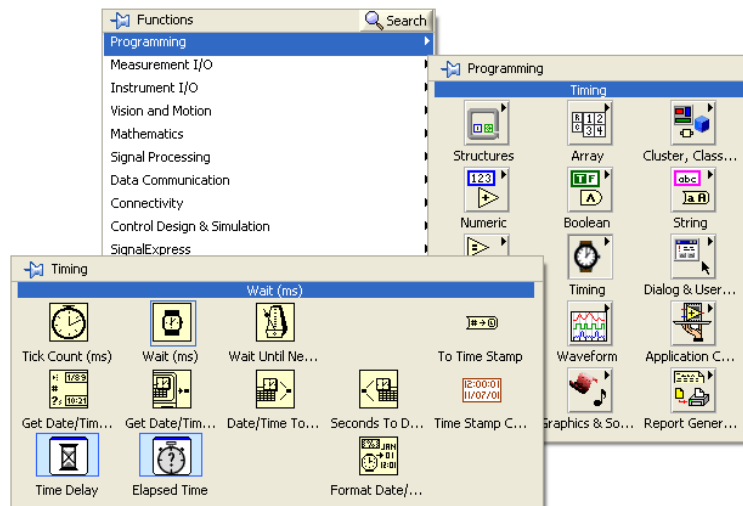 Functions
Search
Programming
Measurement I/O
Instrument I/O
Vision and Motion
Mathematics
Signal Processing
Data Communication
Connectivity
Control Design & Simulation
SignalExpress
Programming
Timing
Structures Array Cluster, Class...
Numeric Boolean String
Timing Dialog & User...
Waveform Application C...
Graphics & So... Report Gener...
Timing
Wait (ms)
Tick Count (ms) Wait (ms) Wait Until Ne... To Time Stamp
Get Date/Tim... Get Date/Tim... Date/Time To... Seconds To D... Time Stamp C...
Time Delay Elapsed Time Format Date/...